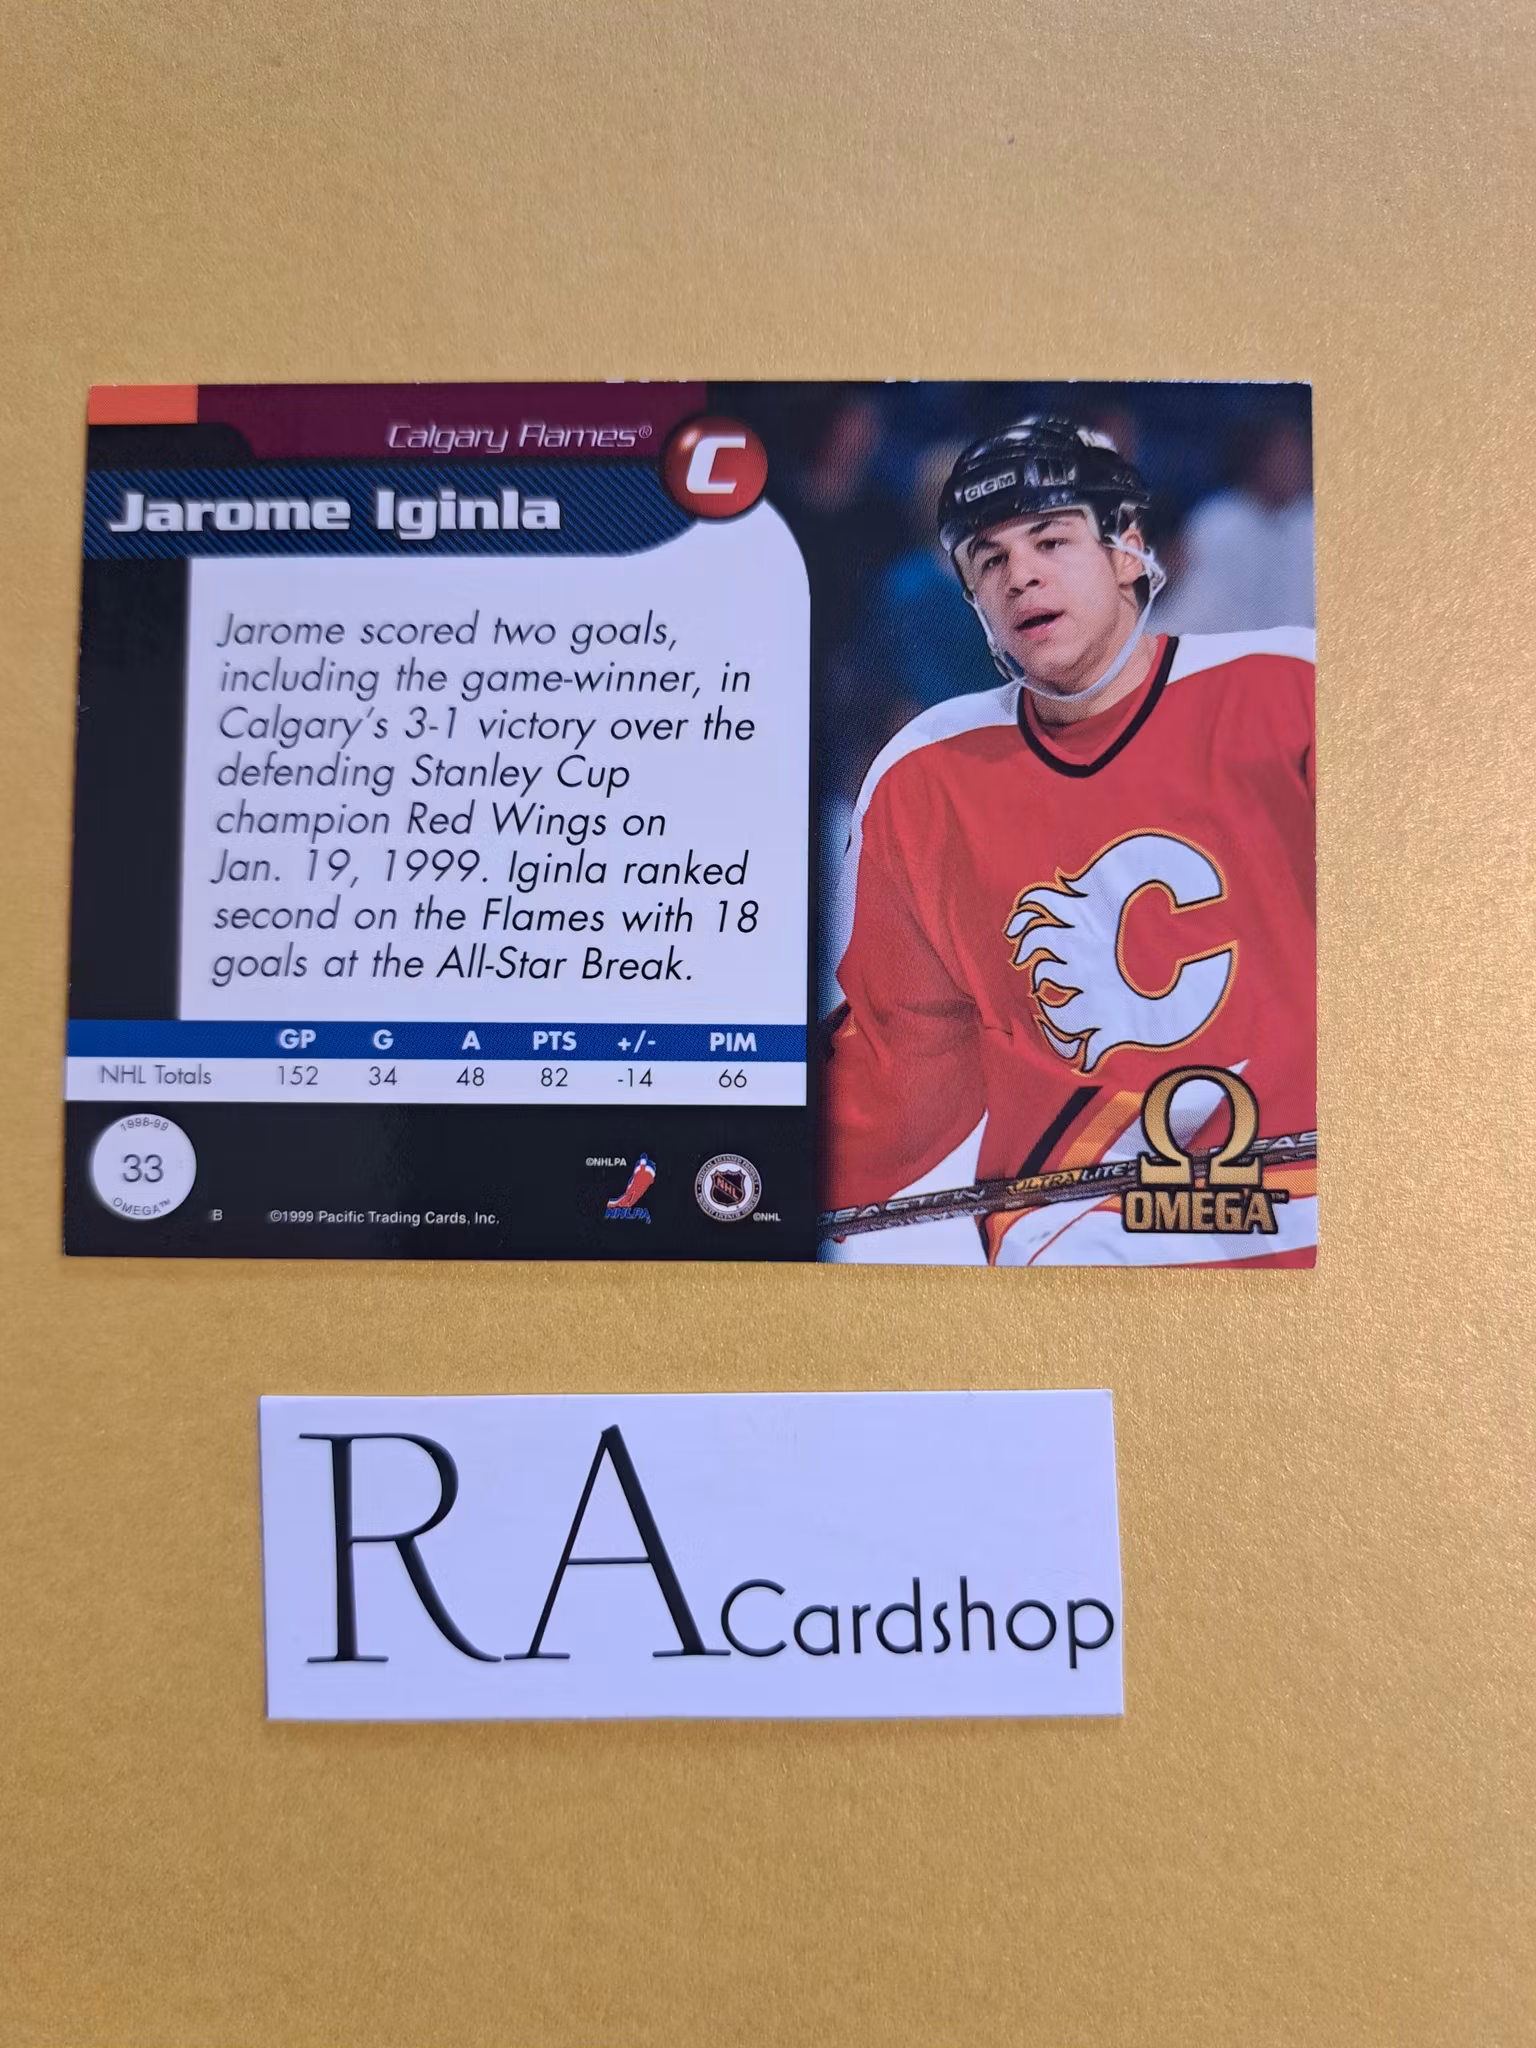 Calgary Flames®
C
Jarome Iginla
CCM
Jarome scored two goals,
including the game-winner, in
Calgary's 3-1 victory over the
defending Stanley Cup
champion Red Wings on
Jan. 19, 1999. Iginla ranked
second on the Flames with 18
goals at the All-Star Break.
GP G A PTS +/- PIM
NHL Totals 152 34 48 82 -14 66
1998-99
33
OMEGA™
B
©1999 Pacific Trading Cards, Inc.
©NHLPA
NHLPA
NHL
©NHL
EASTON ULTRA LITE EAS
Ω
OMEGA™
RA Cardshop